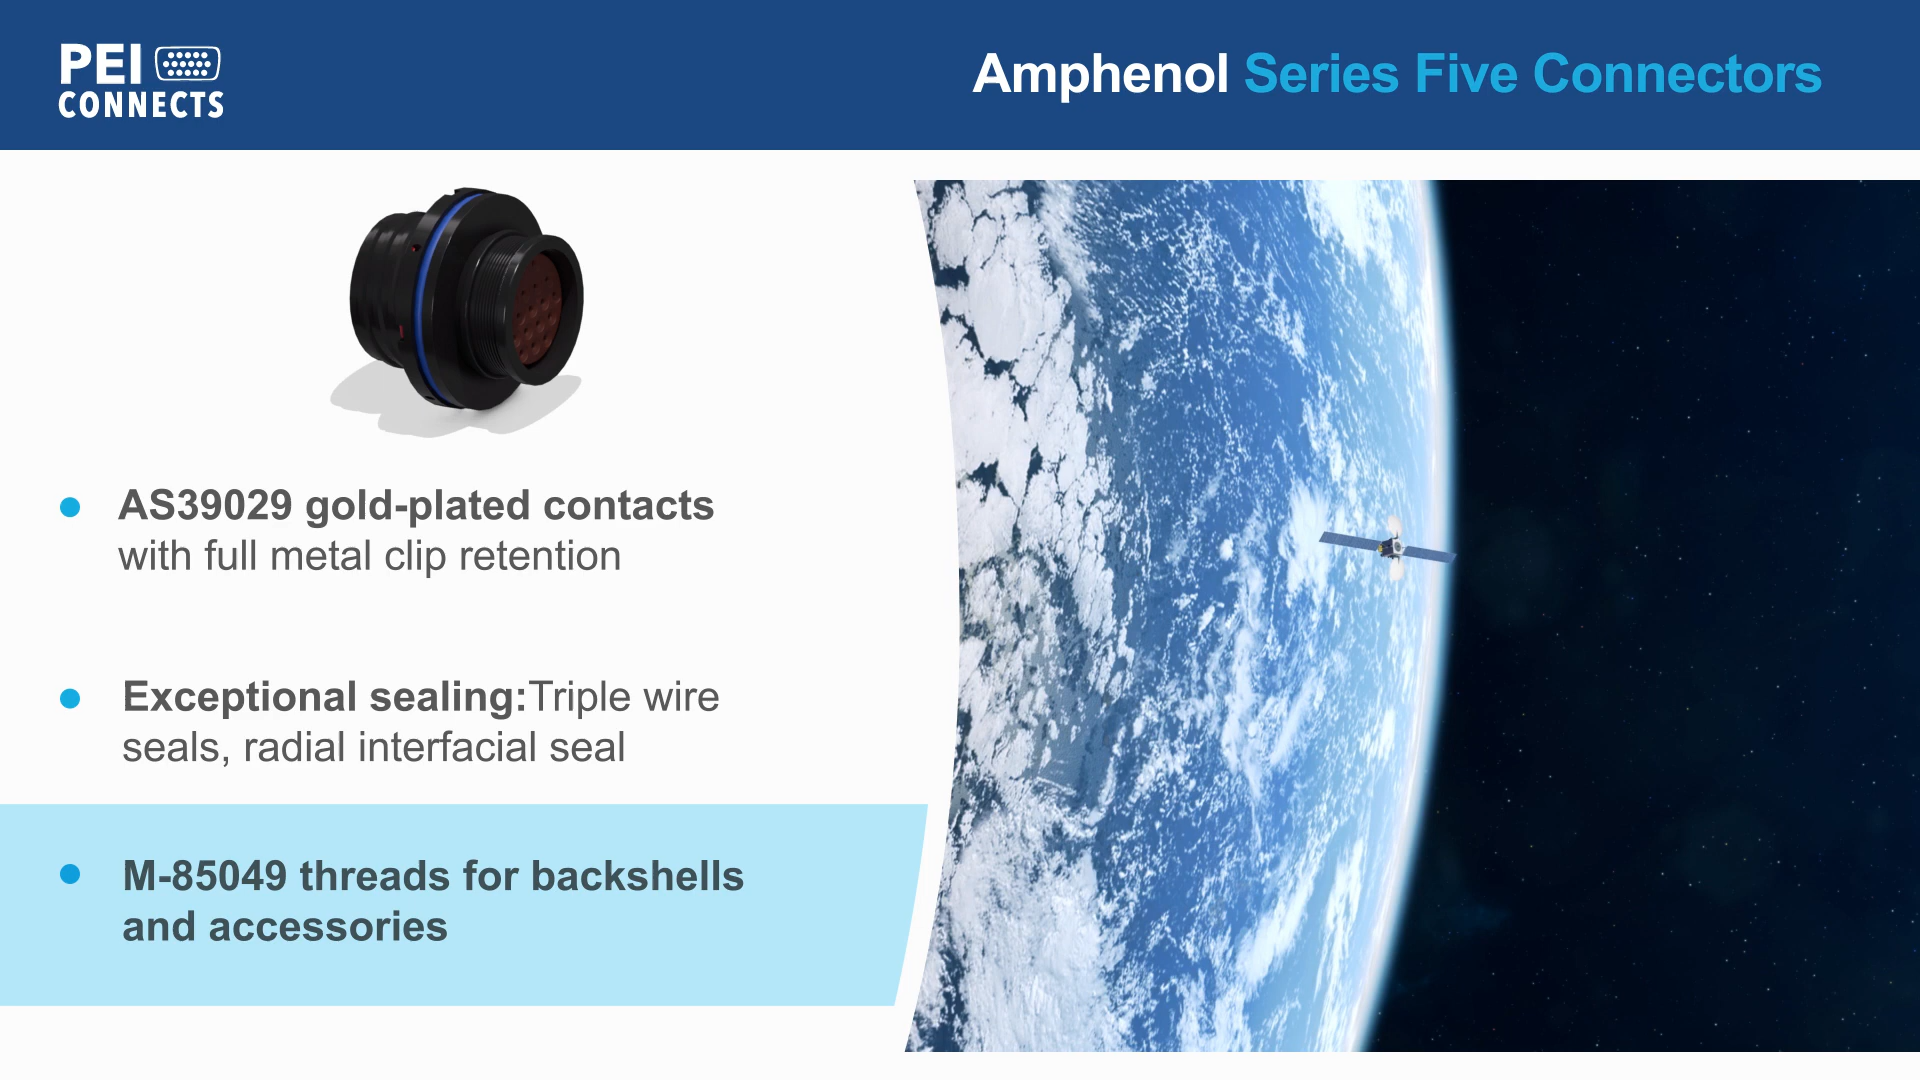 PEI
CONNECTS
Amphenol Series Five Connectors
AS39029 gold-plated contacts
with full metal clip retention
Exceptional sealing:Triple wire
seals, radial interfacial seal
M-85049 threads for backshells
and accessories